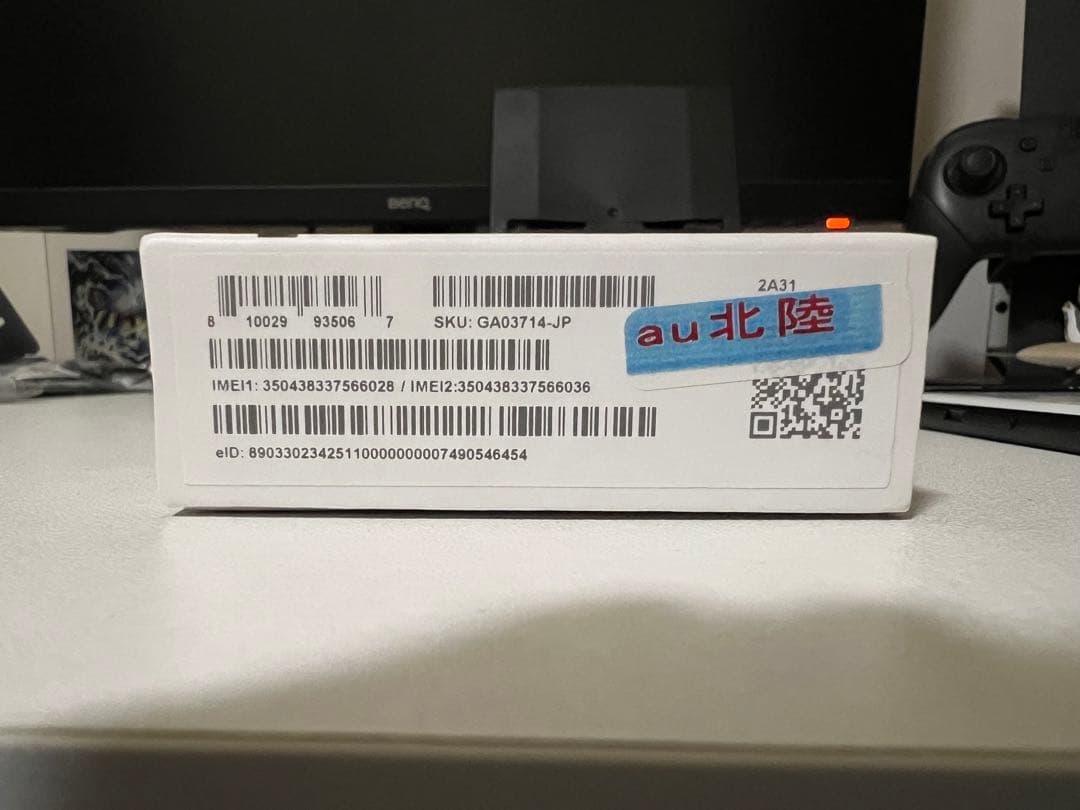 BenQ
8 10029 93506 7
SKU: GA03714-JP
2A31
au北陸
IMEI1: 350438337566028 / IMEI2:350438337566036
eID: 89033023425110000000007490546454